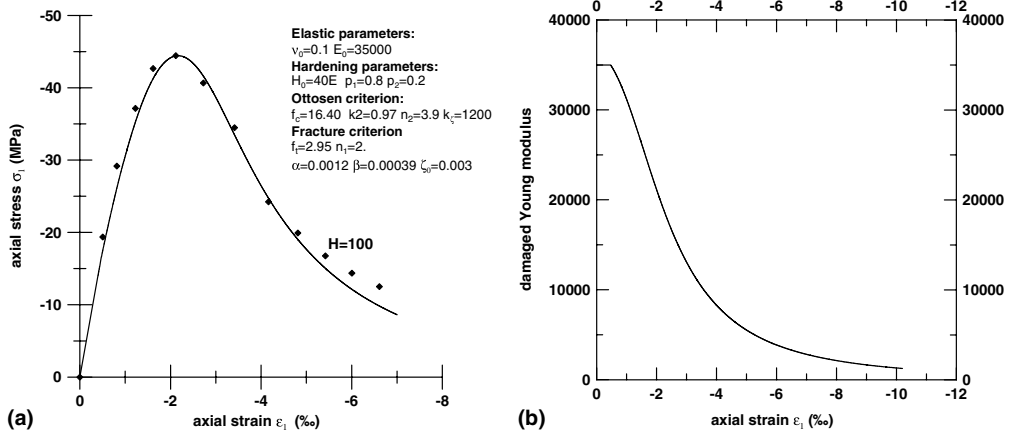 -50
-40
-30
-20
-10
0
axial stress σ1 (MPa)
0
-2
-4
-6
-8
axial strain ε1 (‰)
Elastic parameters:
ν0=0.1 E0=35000
Hardening parameters:
H0=40E p1=0.8 p2=0.2
Ottosen criterion:
fc=16.40 k2=0.97 n2=3.9 kξ=1200
Fracture criterion
ft=2.95 n1=2.
α=0.0012 β=0.00039 ζ0=0.003
H=100
(a)
0
-2
-4
-6
-8
-10
-12
40000
30000
20000
10000
0
damaged Young modulus
40000
30000
20000
10000
0
0
-2
-4
-6
-8
-10
-12
axial strain ε1 (‰)
(b)